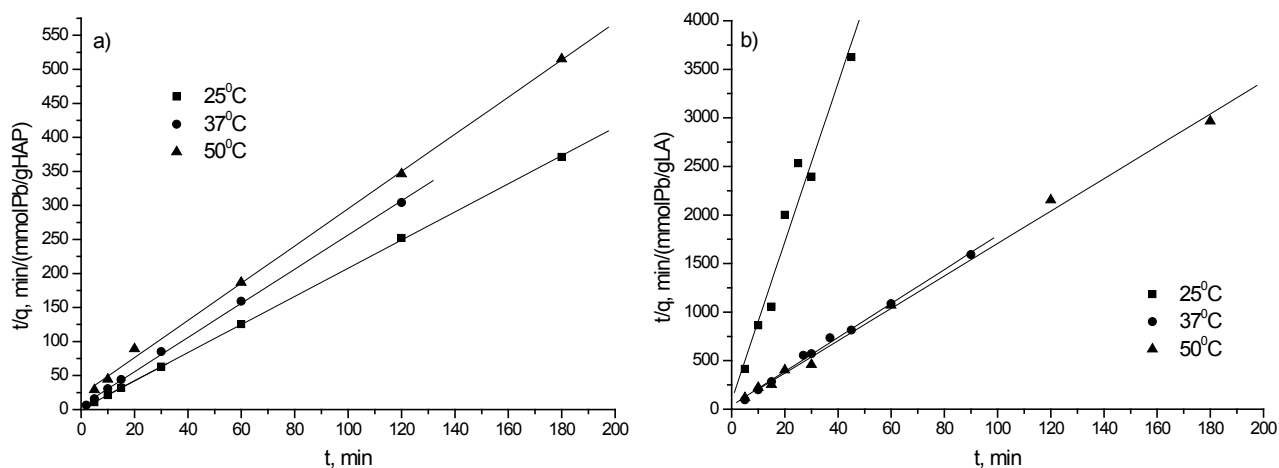 a)
25⁰C
37⁰C
50⁰C
t/q, min/(mmolPb/gHAP)
550
500
450
400
350
300
250
200
150
100
50
0
0 20 40 60 80 100 120 140 160 180 200
t, min
b)
25⁰C
37⁰C
50⁰C
t/q, min/(mmolPb/gLA)
4000
3500
3000
2500
2000
1500
1000
500
0
0 20 40 60 80 100 120 140 160 180 200
t, min